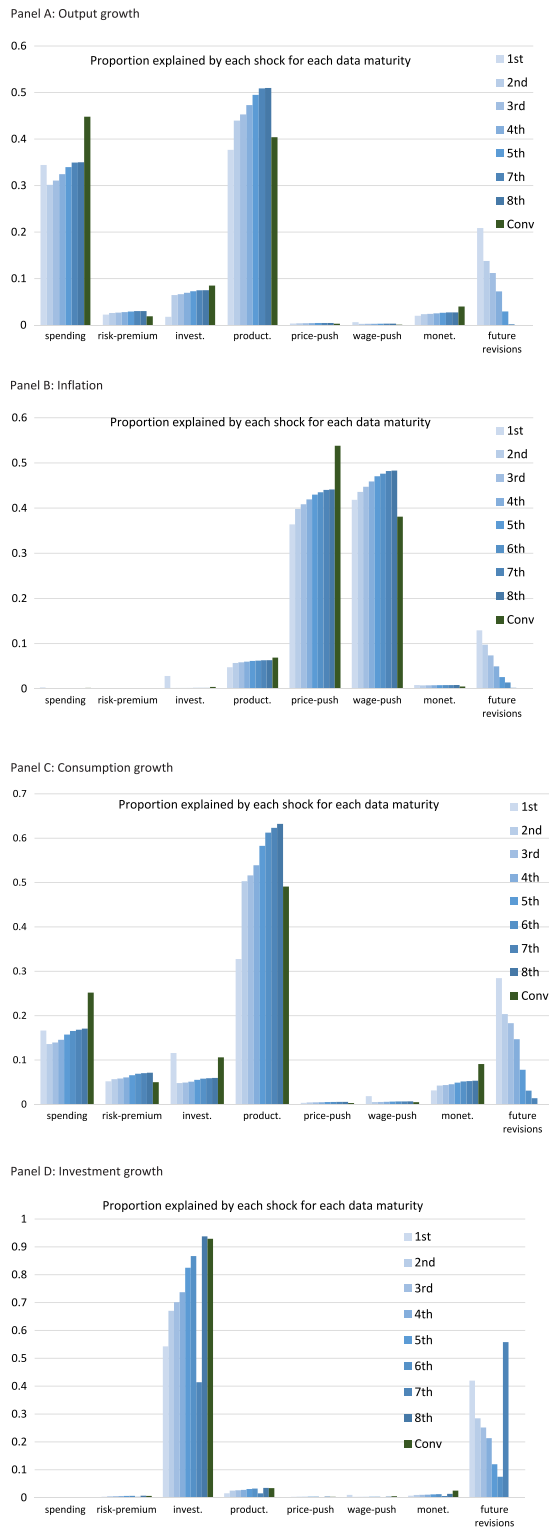 Panel A: Output growth
Proportion explained by each shock for each data maturity
0.6
0.5
0.4
0.3
0.2
0.1
0
1st
2nd
3rd
4th
5th
7th
8th
Conv
spending risk-premium invest. product. price-push wage-push monet. future
revisions
Panel B: Inflation
Proportion explained by each shock for each data maturity
0.6
0.5
0.4
0.3
0.2
0.1
0
1st
2nd
3rd
4th
5th
6th
7th
8th
Conv
spending risk-premium invest. product. price-push wage-push monet. future
revisions
Panel C: Consumption growth
Proportion explained by each shock for each data maturity
0.7
0.6
0.5
0.4
0.3
0.2
0.1
0
1st
2nd
3rd
4th
5th
6th
7th
8th
Conv
spending risk-premium invest. product. price-push wage-push monet. future
revisions
Panel D: Investment growth
Proportion explained by each shock for each data maturity
1
0.9
0.8
0.7
0.6
0.5
0.4
0.3
0.2
0.1
0
1st
2nd
3rd
4th
5th
6th
7th
8th
Conv
spending risk-premium invest. product. price-push wage-push monet. future
revisions